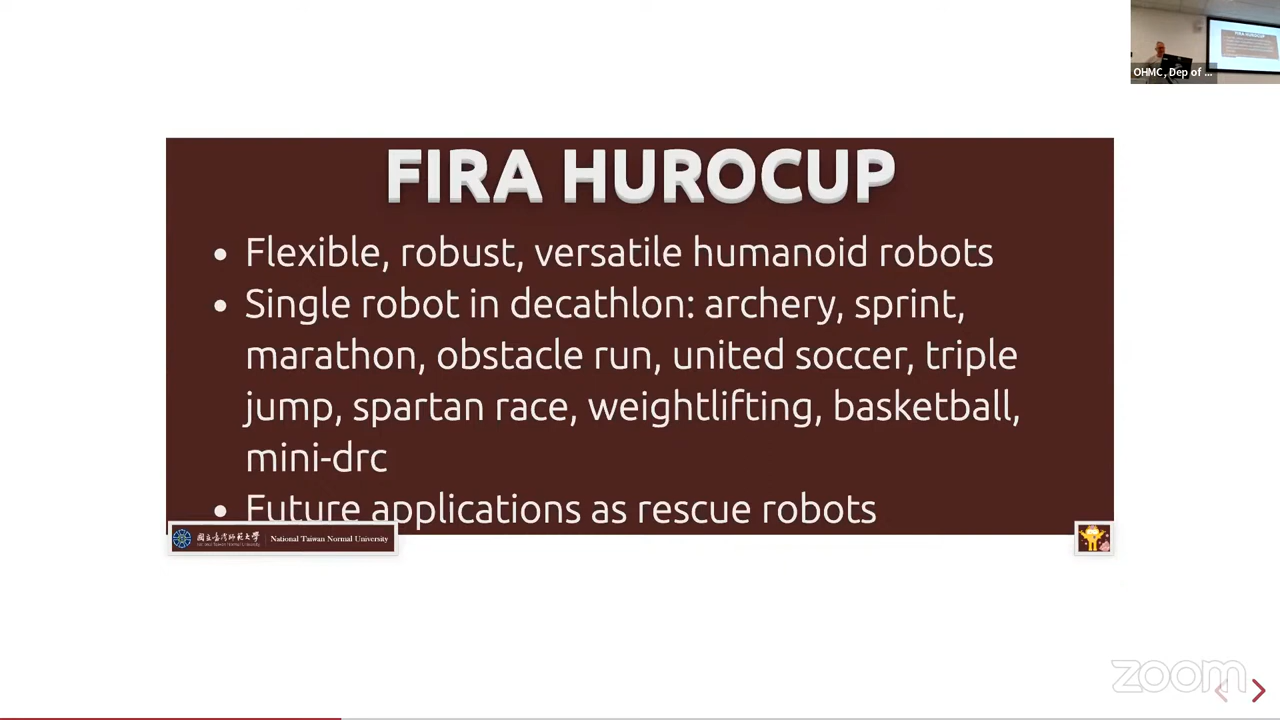 OHMC, Dep of ...
FIRA HUROCUP
FIRA HUROCUP
• Flexible, robust, versatile humanoid robots
• Single robot in decathlon: archery, sprint,
marathon, obstacle run, united soccer, triple
jump, spartan race, weightlifting, basketball,
mini-drc
• Future applications as rescue robots
國立臺灣師範大學
National Taiwan Normal University
zoom